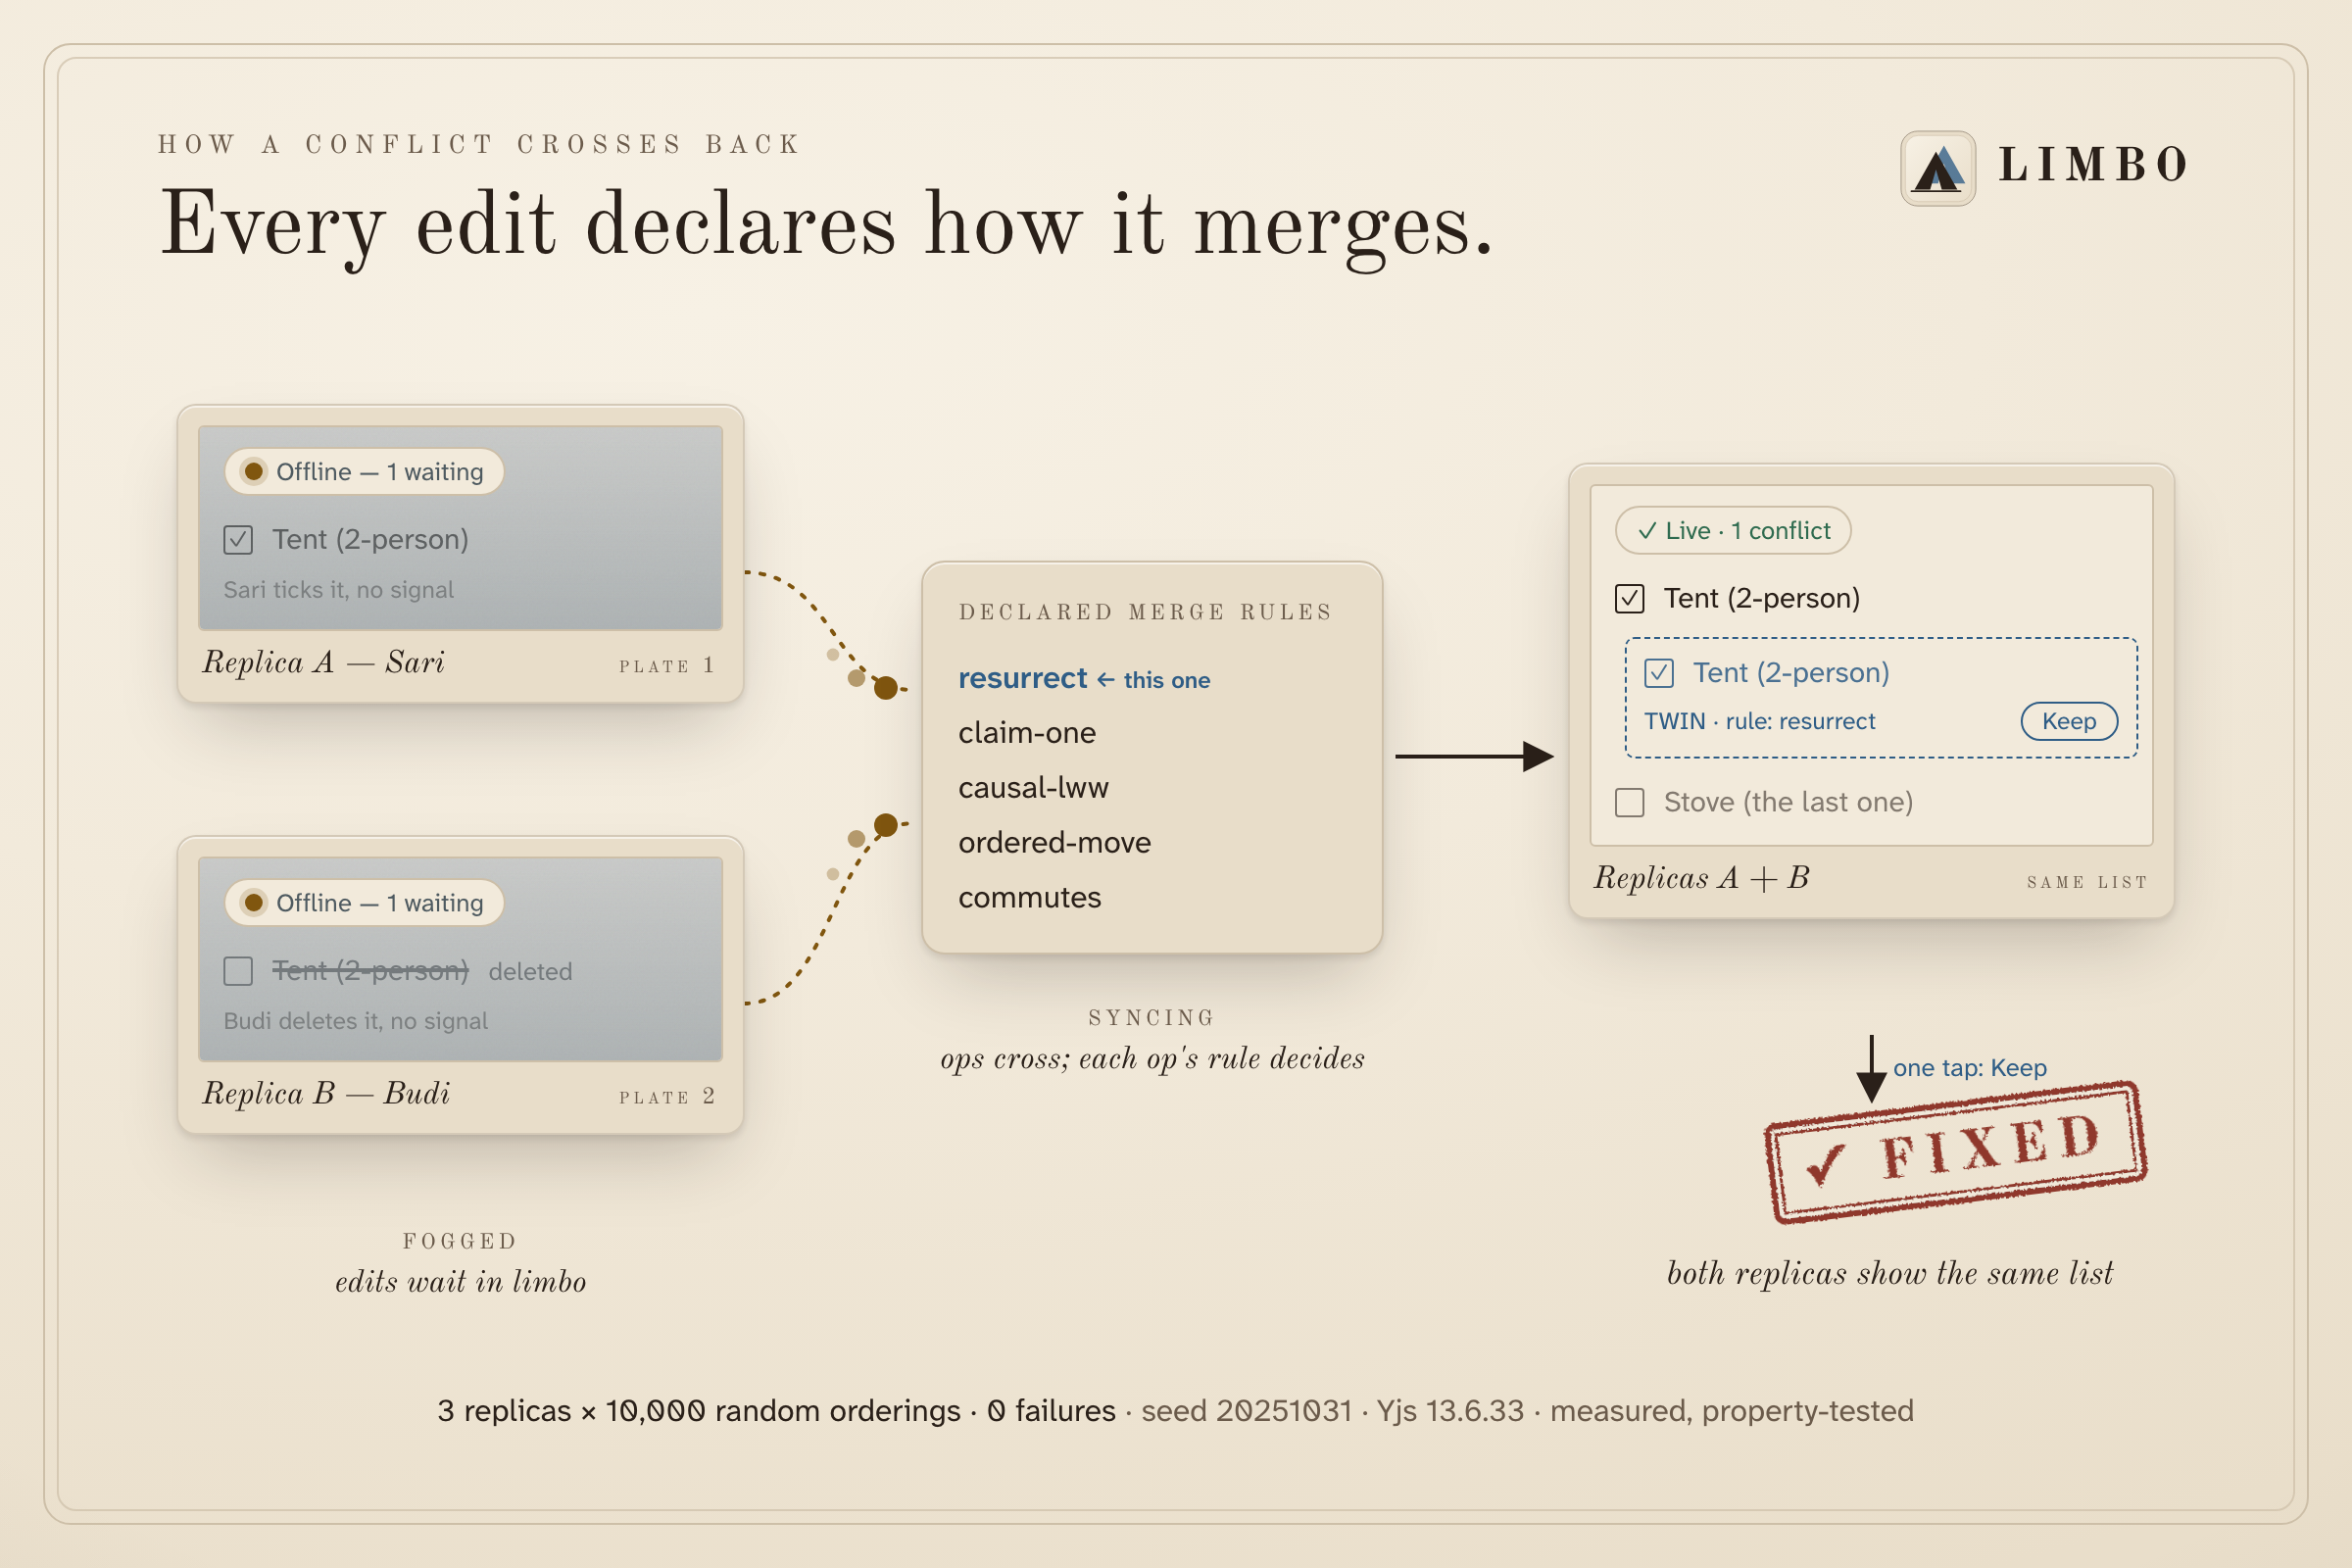 HOW A CONFLICT CROSSES BACK
Every edit declares how it merges.
LIMBO
Offline — 1 waiting
Tent (2-person)
Sari ticks it, no signal
Replica A — Sari
PLATE 1
Offline — 1 waiting
Tent (2-person) deleted
Budi deletes it, no signal
Replica B — Budi
PLATE 2
FOGGED
edits wait in limbo
DECLARED MERGE RULES
resurrect ← this one
claim-one
causal-lww
ordered-move
commutes
SYNCING
ops cross; each op's rule decides
✓ Live · 1 conflict
Tent (2-person)
Tent (2-person)
TWIN · rule: resurrect
Keep
Stove (the last one)
Replicas A + B
SAME LIST
one tap: Keep
✓ FIXED
both replicas show the same list
3 replicas × 10,000 random orderings · 0 failures · seed 20251031 · Yjs 13.6.33 · measured, property-tested